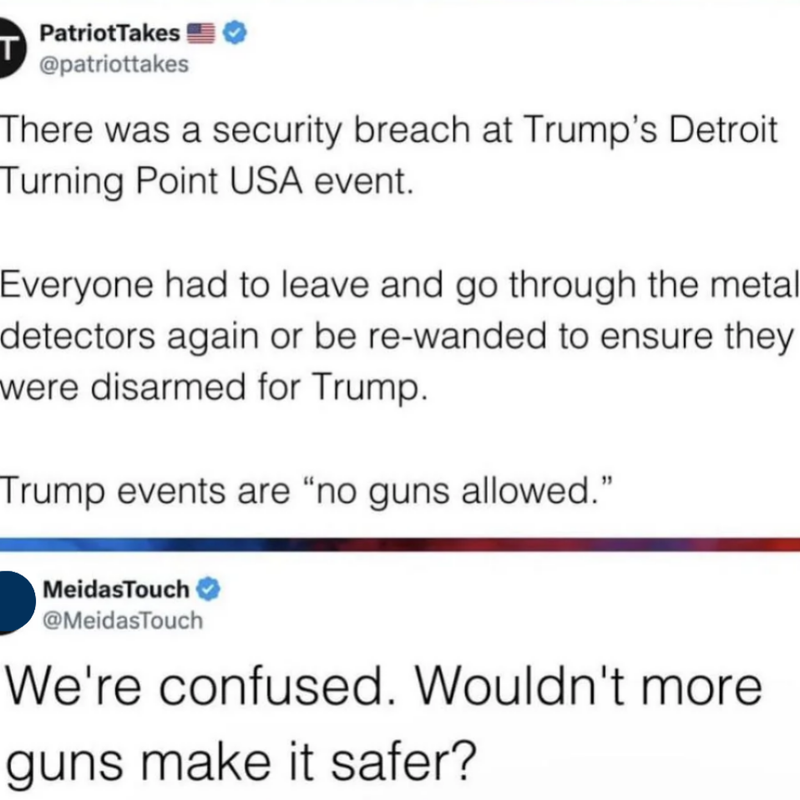 T
PatriotTakes
@patriottakes
There was a security breach at Trump’s Detroit
Turning Point USA event.
Everyone had to leave and go through the metal
detectors again or be re-wanded to ensure they
were disarmed for Trump.
Trump events are “no guns allowed.”
MeidasTouch
@MeidasTouch
We're confused. Wouldn't more
guns make it safer?